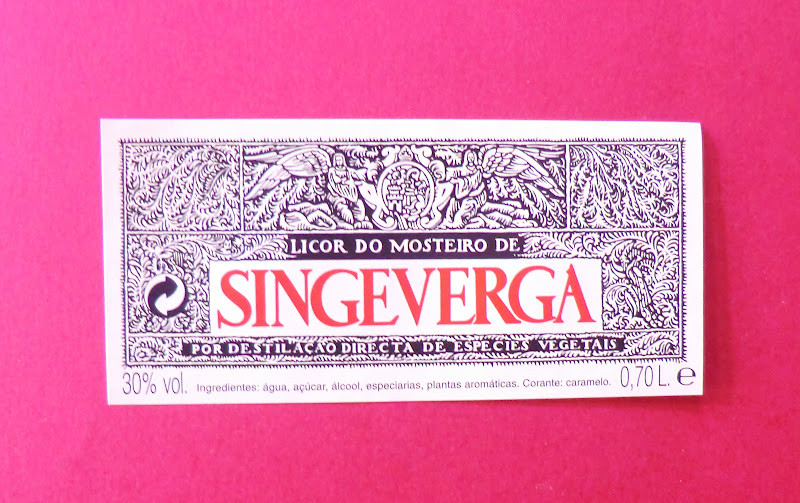 LICOR DO MOSTEIRO DE
SINGEVERGA
POR DESTILAÇÃO DIRECTA DE ESPÉCIES VEGETAIS
30% vol. Ingredientes: água, açúcar, álcool, especiarias, plantas aromáticas. Corante: caramelo. 0,70 L. ℮